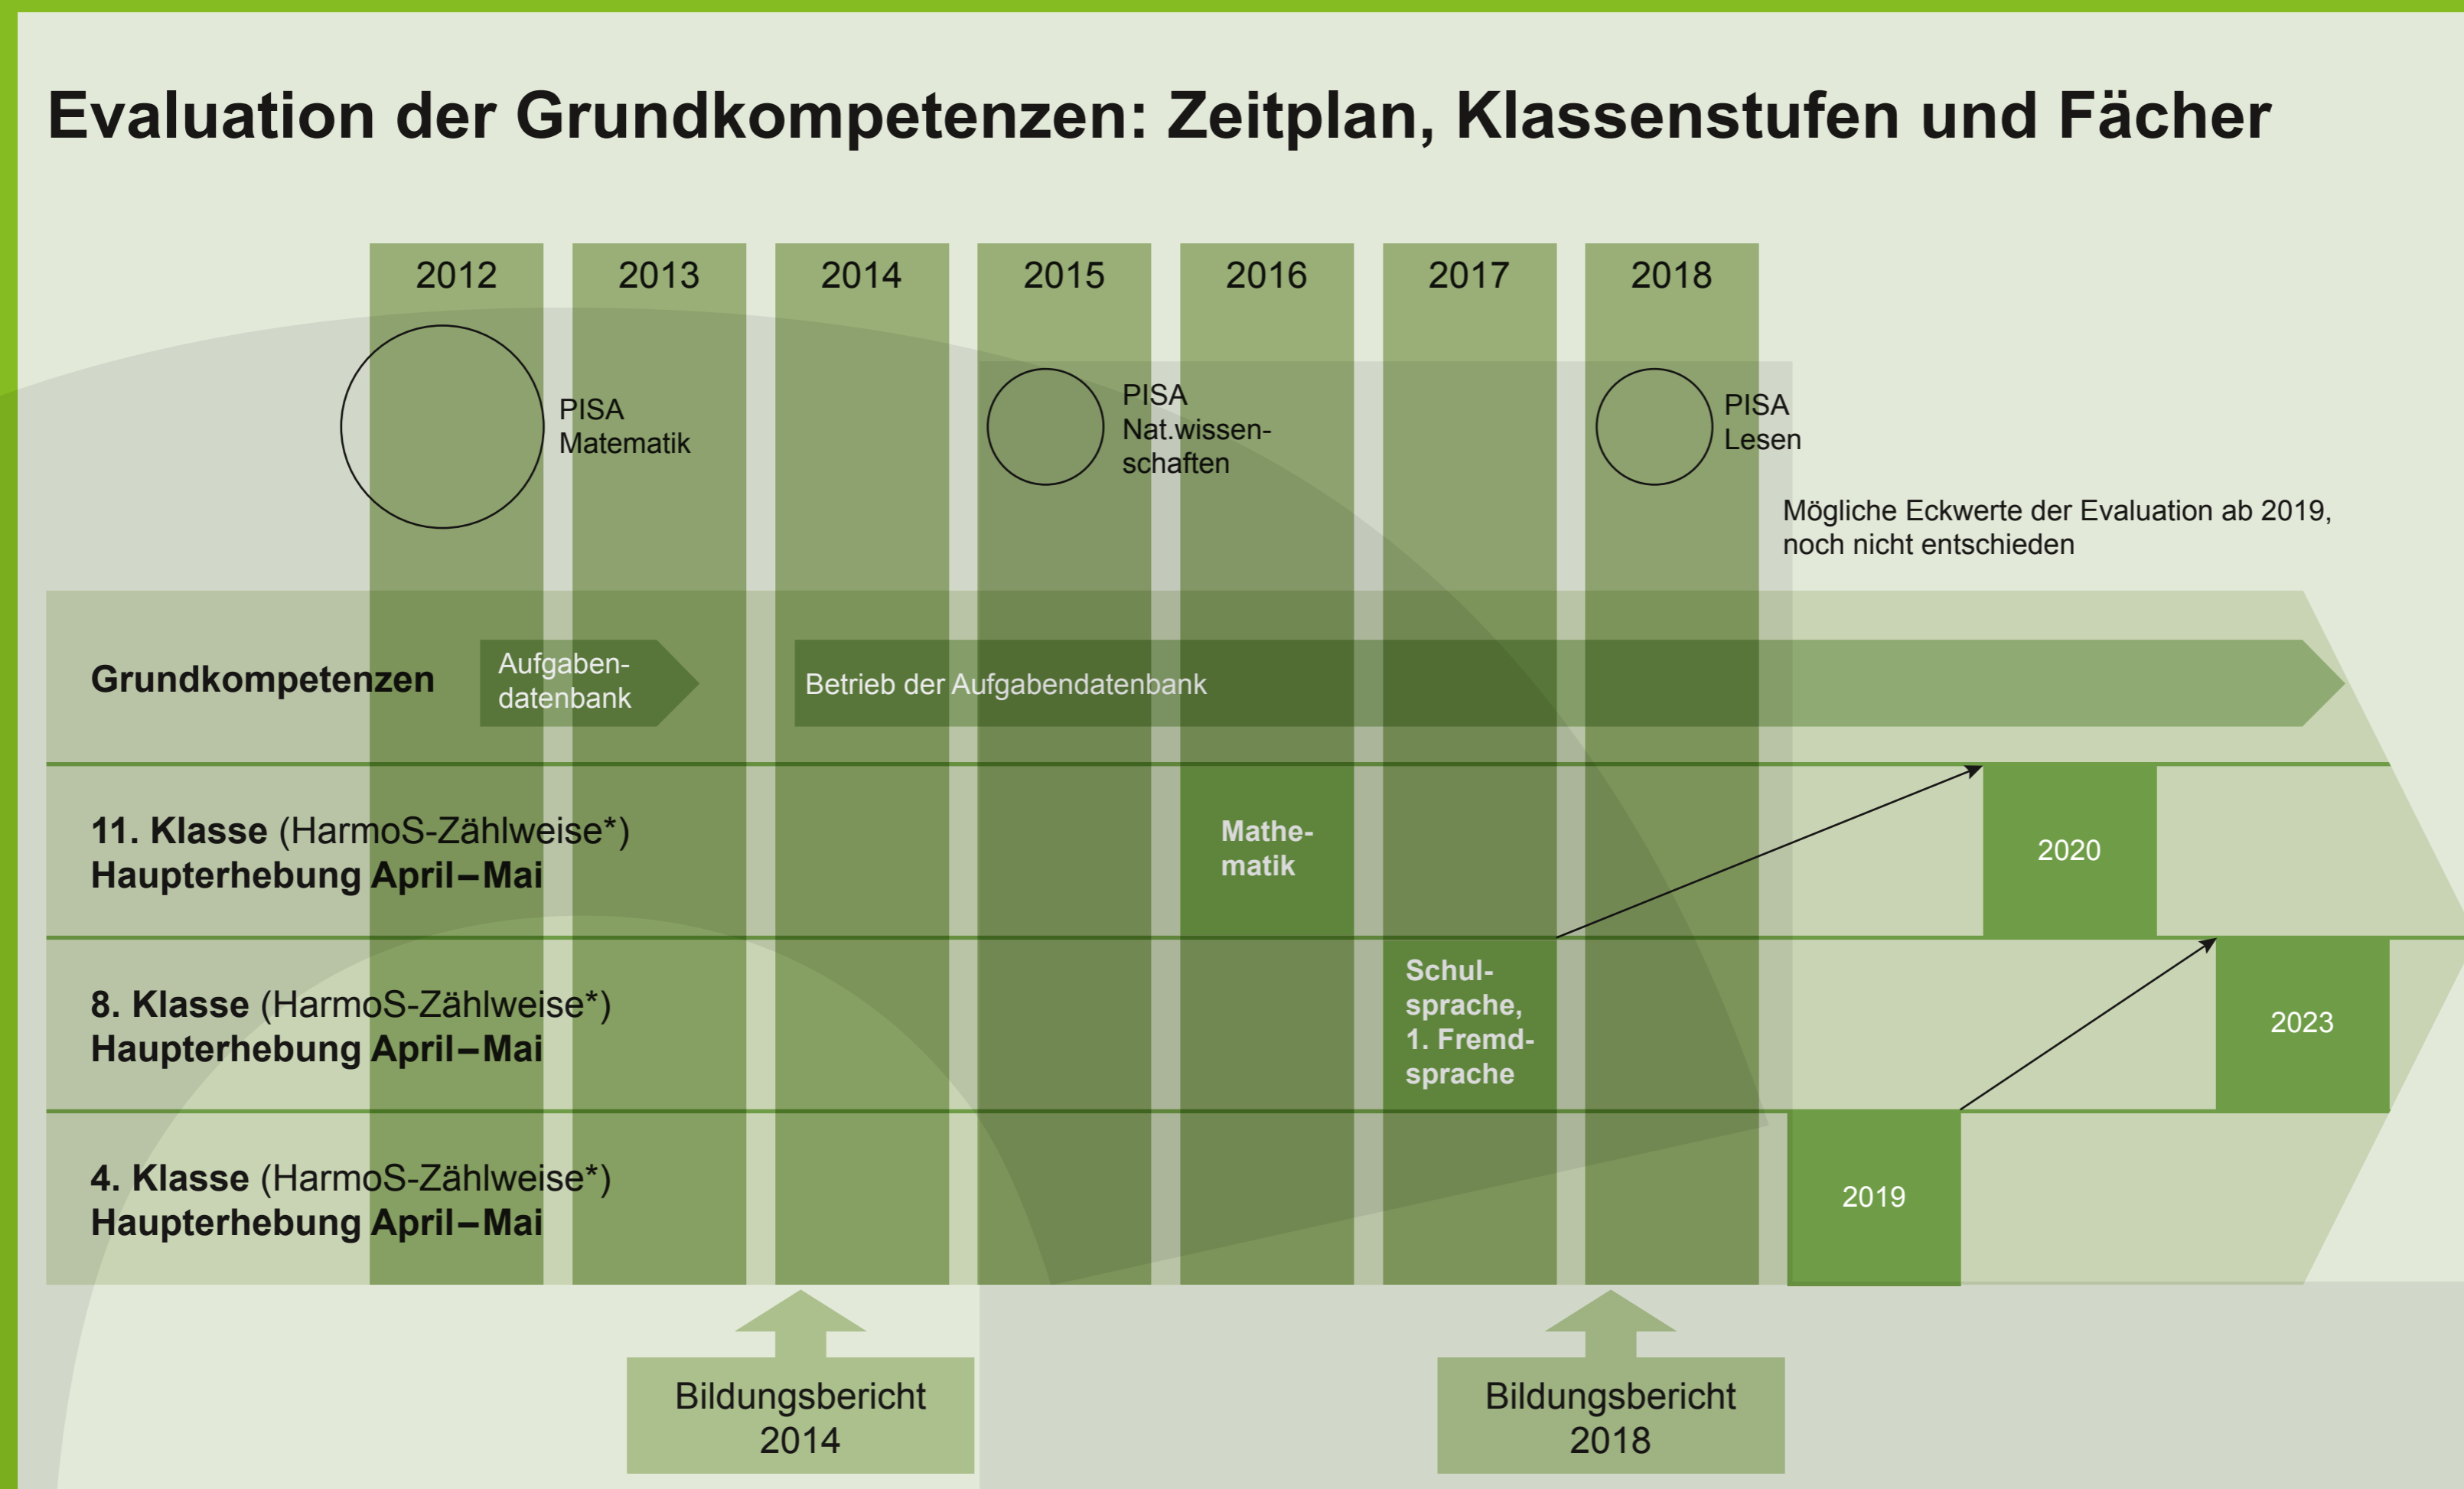 Evaluation der Grundkompetenzen: Zeitplan, Klassenstufen und Fächer
2012 2013 2014 2015 2016 2017 2018
PISA
Matematik
PISA
Nat.wissen-
schaften
PISA
Lesen
Mögliche Eckwerte der Evaluation ab 2019,
noch nicht entschieden
Grundkompetenzen
Aufgaben-
datenbank
Betrieb der Aufgabendatenbank
11. Klasse (HarmoS-Zählweise*)
Haupterhebung April–Mai
Mathe-
matik
2020
8. Klasse (HarmoS-Zählweise*)
Haupterhebung April–Mai
Schul-
sprache,
1. Fremd-
sprache
2023
4. Klasse (HarmoS-Zählweise*)
Haupterhebung April–Mai
2019
Bildungsbericht
2014
Bildungsbericht
2018